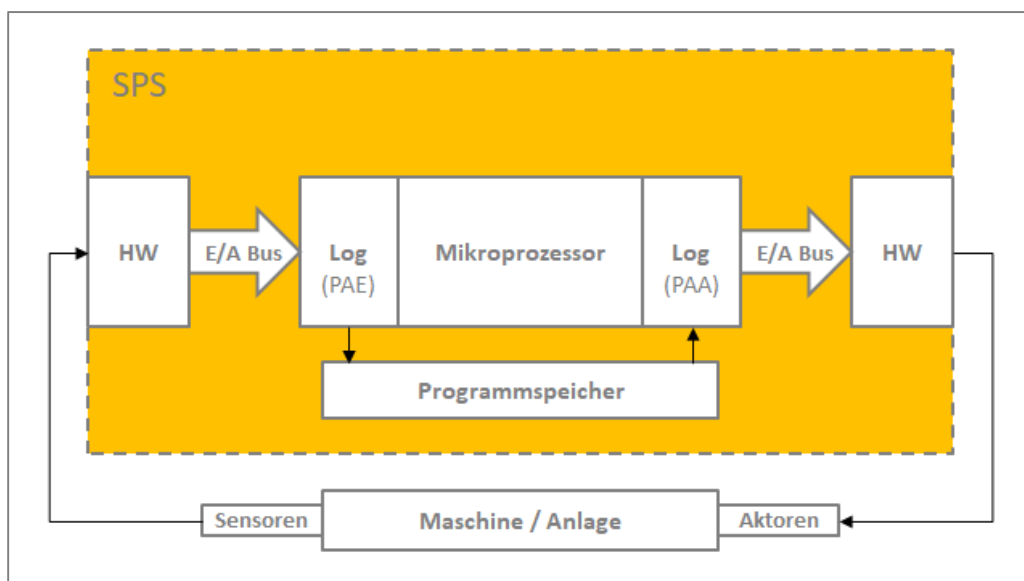 SPS
HW
E/A Bus
Log
(PAE)
Mikroprozessor
Log
(PAA)
E/A Bus
HW
Programmspeicher
Sensoren
Maschine / Anlage
Aktoren